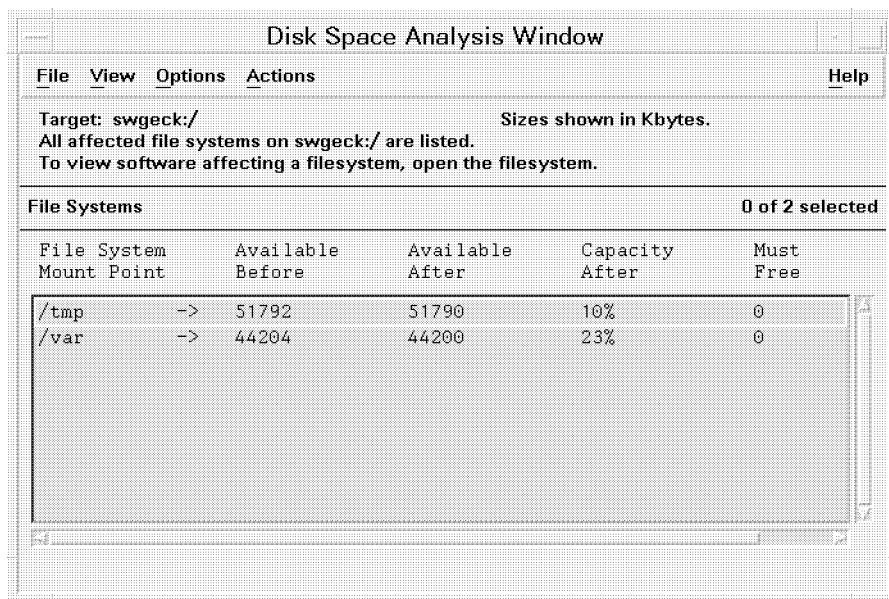 Disk Space Analysis Window
File View Options Actions Help
Target: swgeck:/ Sizes shown in Kbytes.
All affected file systems on swgeck:/ are listed.
To view software affecting a filesystem, open the filesystem.
File Systems 0 of 2 selected
File System Available Available Capacity Must
Mount Point Before After After Free
/tmp -> 51792 51790 10% 0
/var -> 44204 44200 23% 0